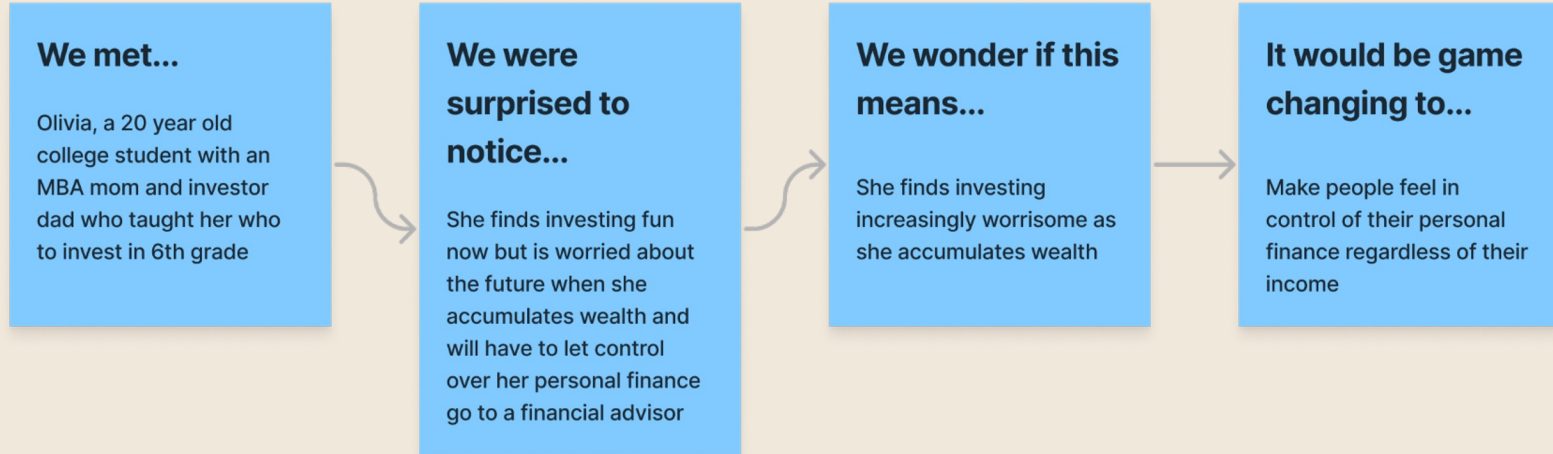 We met...
Olivia, a 20 year old
college student with an
MBA mom and investor
dad who taught her who
to invest in 6th grade
We were
surprised to
notice...
She finds investing fun
now but is worried about
the future when she
accumulates wealth and
will have to let control
over her personal finance
go to a financial advisor
We wonder if this
means...
She finds investing
increasingly worrisome as
she accumulates wealth
It would be game
changing to...
Make people feel in
control of their personal
finance regardless of their
income